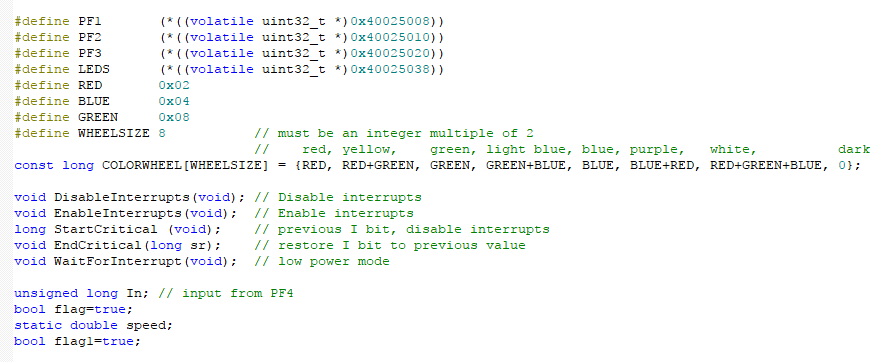 #define PF1       (*((volatile uint32_t *)0x40025008))
#define PF2       (*((volatile uint32_t *)0x40025010))
#define PF3       (*((volatile uint32_t *)0x40025020))
#define LEDS      (*((volatile uint32_t *)0x40025038))
#define RED       0x02
#define BLUE      0x04
#define GREEN     0x08
#define WHEELSIZE 8           // must be an integer multiple of 2
                              //    red, yellow,    green, light blue, blue, purple,   white,          dark
const long COLORWHEEL[WHEELSIZE] = {RED, RED+GREEN, GREEN, GREEN+BLUE, BLUE, BLUE+RED, RED+GREEN+BLUE, 0};

void DisableInterrupts(void); // Disable interrupts
void EnableInterrupts(void);  // Enable interrupts
long StartCritical (void);    // previous I bit, disable interrupts
void EndCritical(long sr);    // restore I bit to previous value
void WaitForInterrupt(void);  // low power mode

unsigned long In; // input from PF4
bool flag=true;
static double speed;
bool flag1=true;